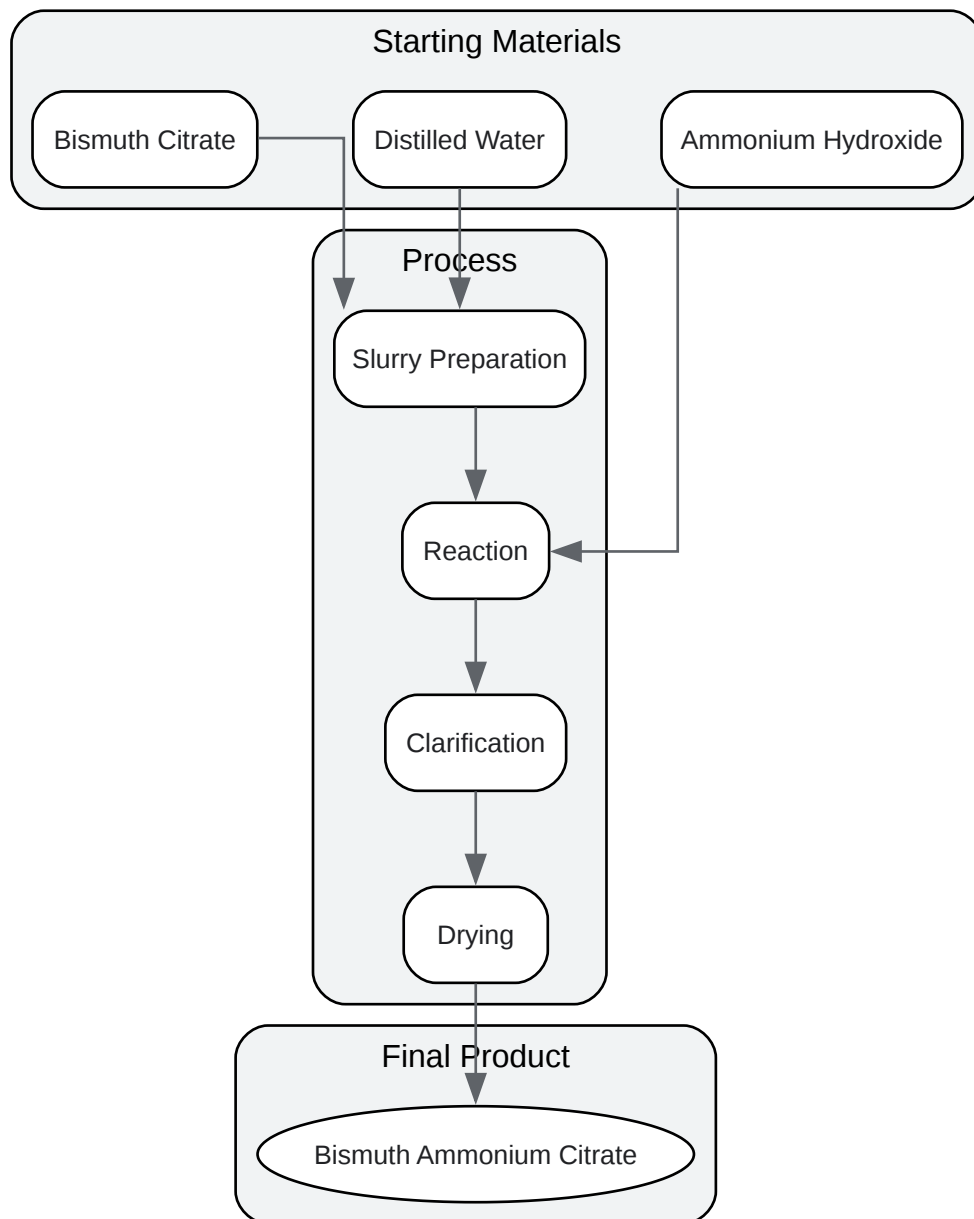 Starting Materials
Bismuth Citrate
Distilled Water
Ammonium Hydroxide
Process
Slurry Preparation
Reaction
Clarification
Drying
Final Product
Bismuth Ammonium Citrate